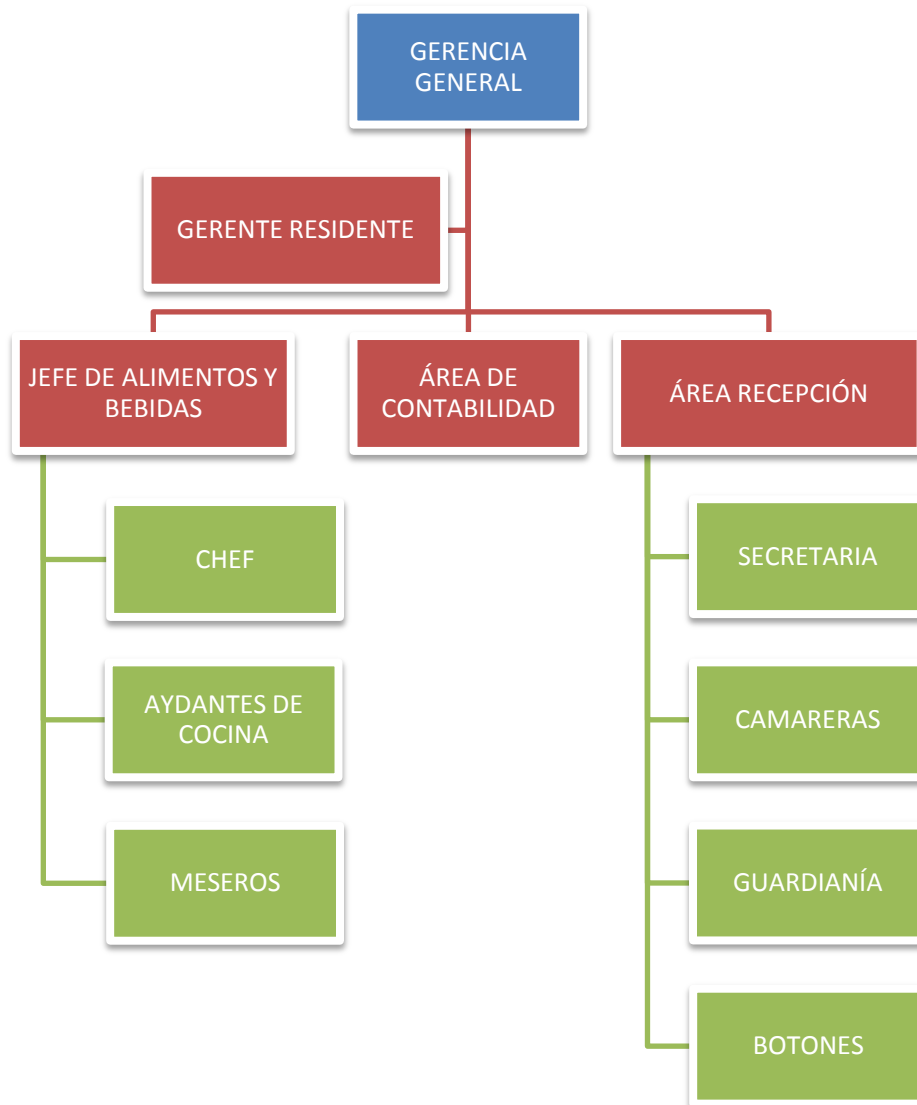 GERENCIA
GENERAL
GERENTE RESIDENTE
JEFE DE ALIMENTOS Y
BEBIDAS
ÁREA DE
CONTABILIDAD
ÁREA RECEPCIÓN
CHEF
AYDANTES DE
COCINA
MESEROS
SECRETARIA
CAMARERAS
GUARDIANÍA
BOTONES